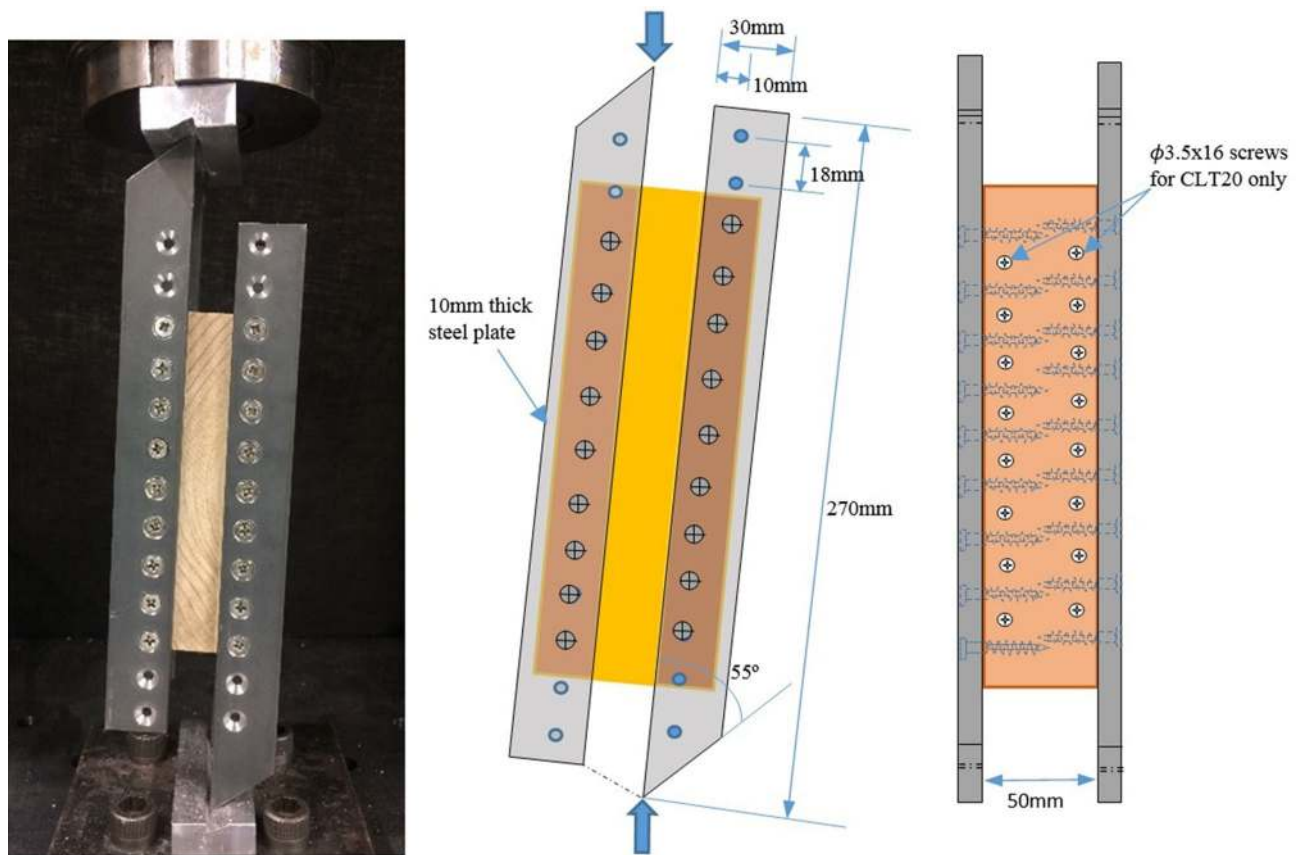 30mm
10mm
18mm
10mm thick
steel plate
270mm
55°
ϕ3.5x16 screws
for CLT20 only
50mm